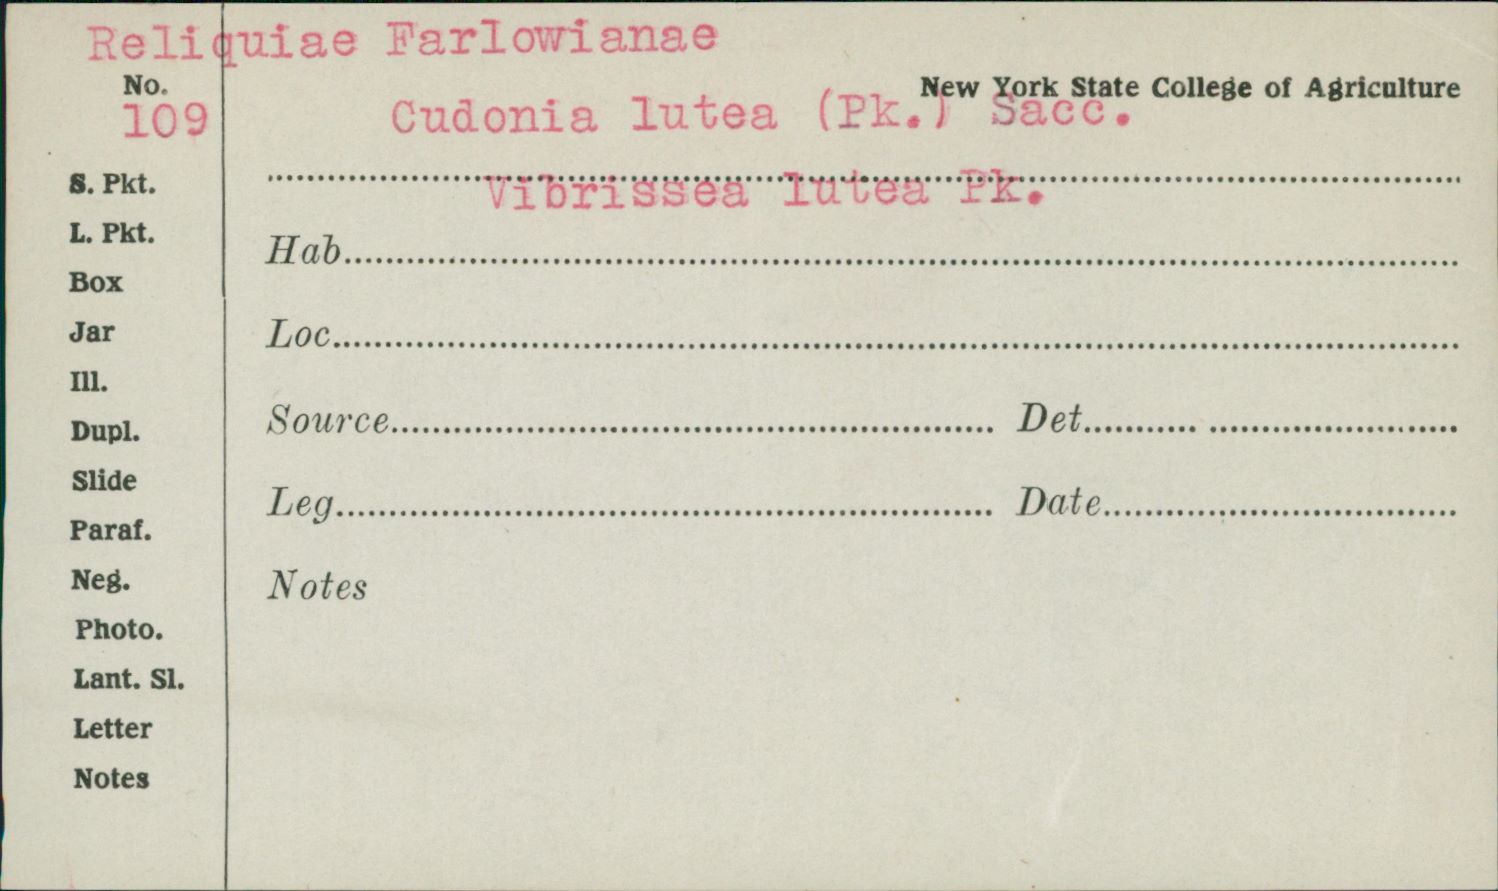 Reliquiae Farlowianae
No.
New York State College of Agriculture
109
Cudonia lutea (Pk.) Sacc.
S. Pkt.
Vibrissea lutea Pk.
L. Pkt.
Hab
Box
Jar
Loc
Ill.
Dupl.
Source Det
Slide
Leg Date
Paraf.
Neg.
Notes
Photo.
Lant. Sl.
Letter
Notes